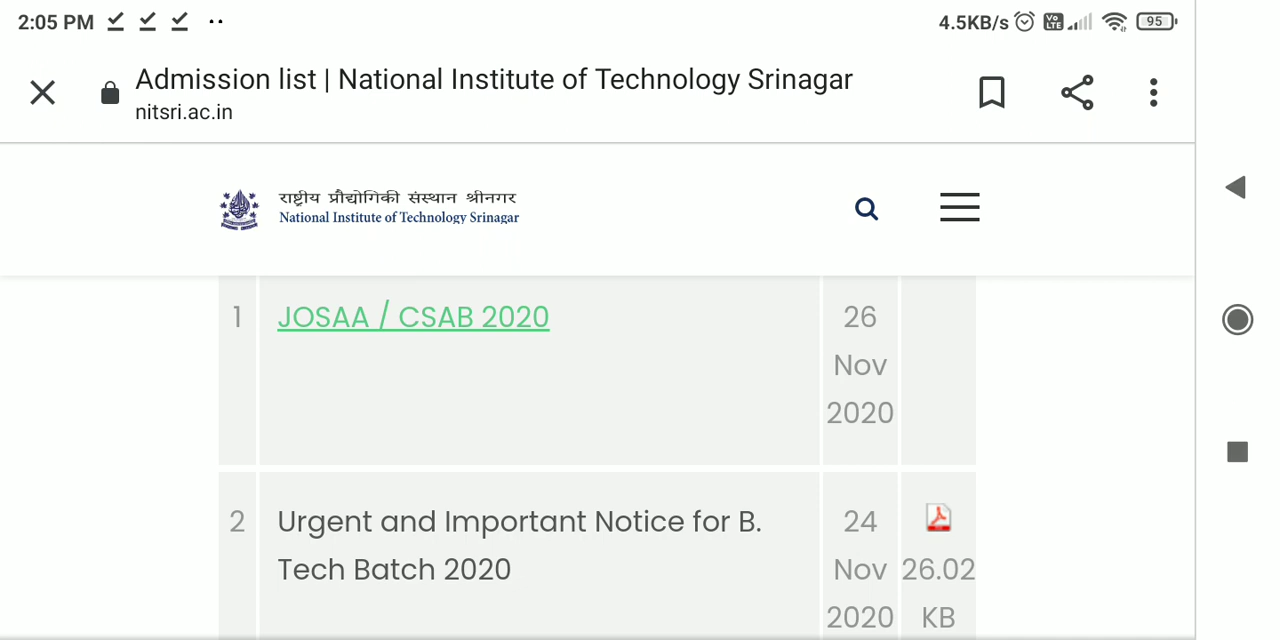 2:05 PM 4.5KB/s Vo LTE 95
Admission list | National Institute of Technology Srinagar
nitsri.ac.in
राष्ट्रीय प्रौद्योगिकी संस्थान श्रीनगर
National Institute of Technology Srinagar
1 JOSAA / CSAB 2020 26
Nov
2020
2 Urgent and Important Notice for B. 24
Tech Batch 2020 Nov 26.02
2020 KB